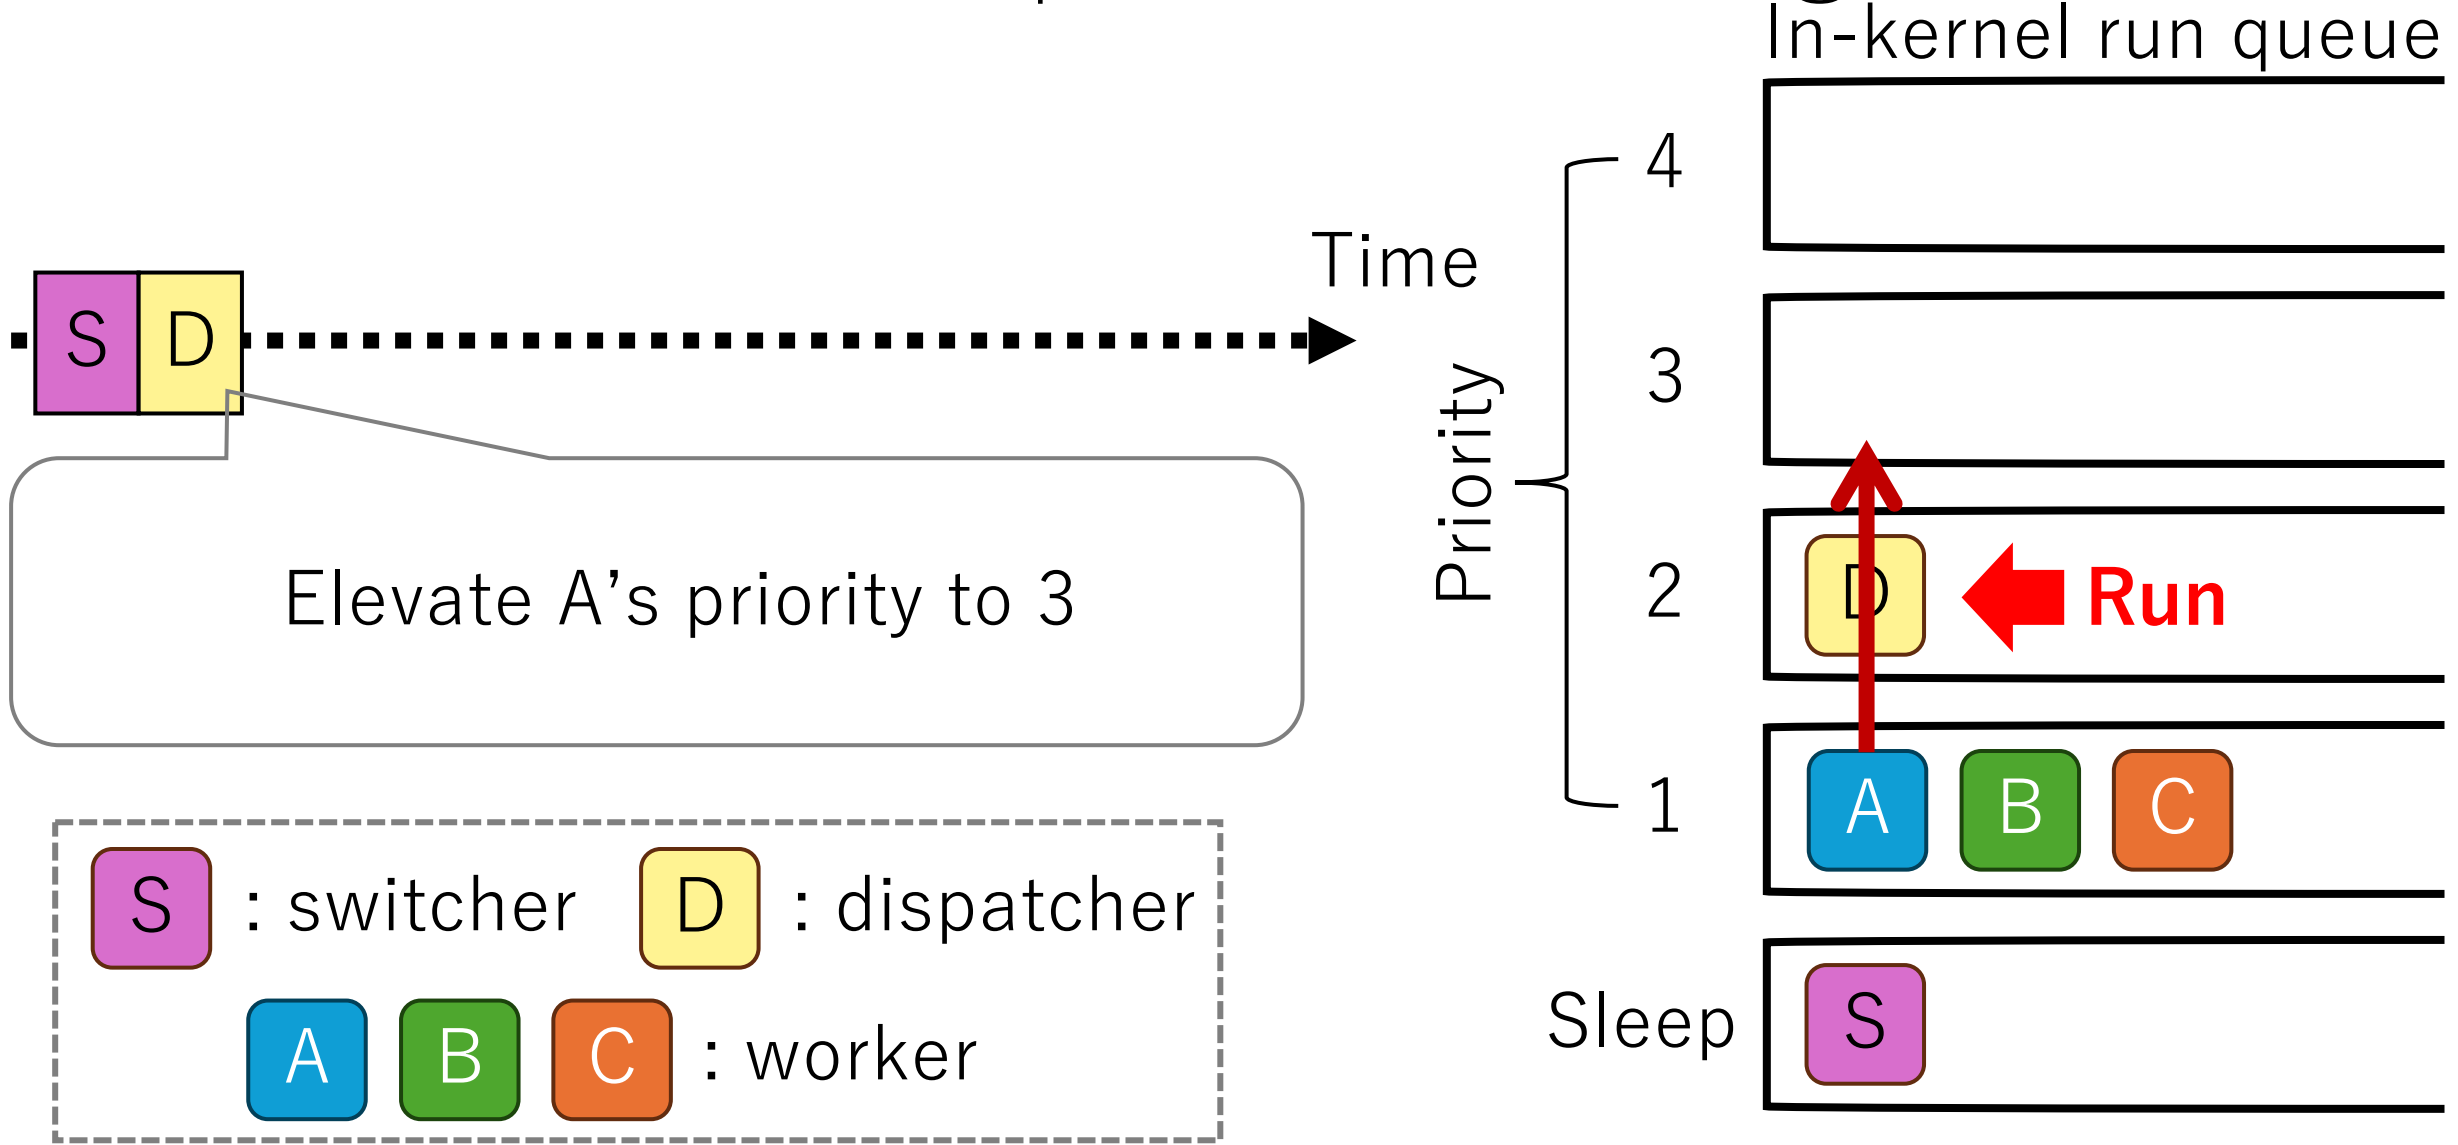 In-kernel run queue
4
Time
S D
3
Priority
Elevate A's priority to 3
2
D
Run
1
A B C
S : switcher D : dispatcher
A B C : worker
Sleep
S